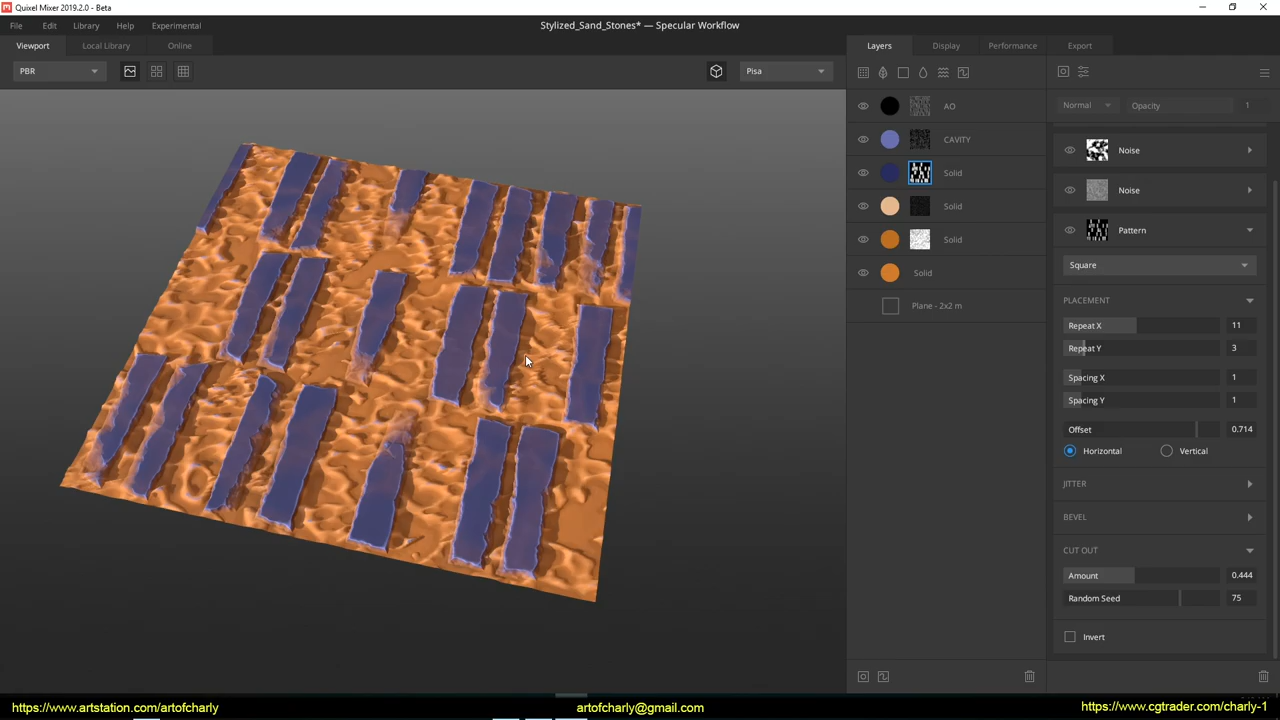 Quixel Mixer 2019.2.0 - Beta
File Edit Library Help Experimental
Stylized_Sand_Stones* — Specular Workflow
Viewport Local Library Online
Layers Display Performance Export
PBR
Pisa
Normal Opacity 1
AO
CAVITY
Solid
Solid
Solid
Solid
Plane - 2x2 m
Noise
Noise
Pattern
Square
PLACEMENT
Repeat X 11
Repeat Y 3
Spacing X 1
Spacing Y 1
Offset 0.714
Horizontal Vertical
JITTER
BEVEL
CUT OUT
Amount 0.444
Random Seed 75
Invert
https://www.artstation.com/artofcharly
artofcharly@gmail.com
https://www.cgtrader.com/charly-1